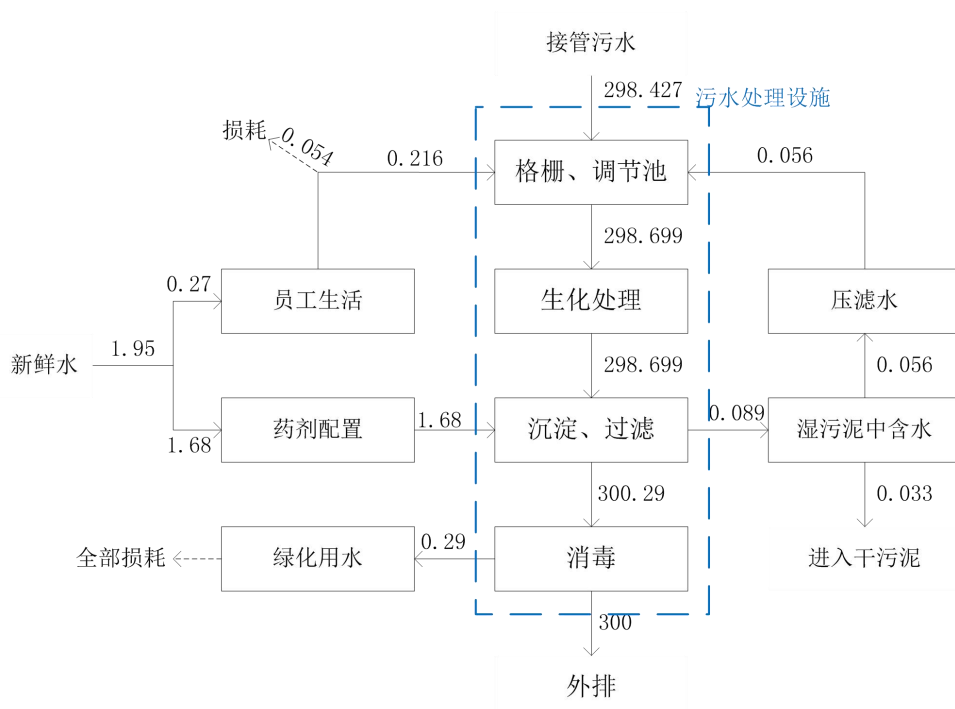 接管污水
298.427
污水处理设施
损耗
0.054
0.216
0.056
格栅、调节池
298.699
0.27
员工生活
生化处理
压滤水
新鲜水
1.95
298.699
0.056
1.68
药剂配置
1.68
沉淀、过滤
0.089
湿污泥中含水
300.29
0.033
全部损耗
绿化用水
0.29
消毒
进入干污泥
300
外排